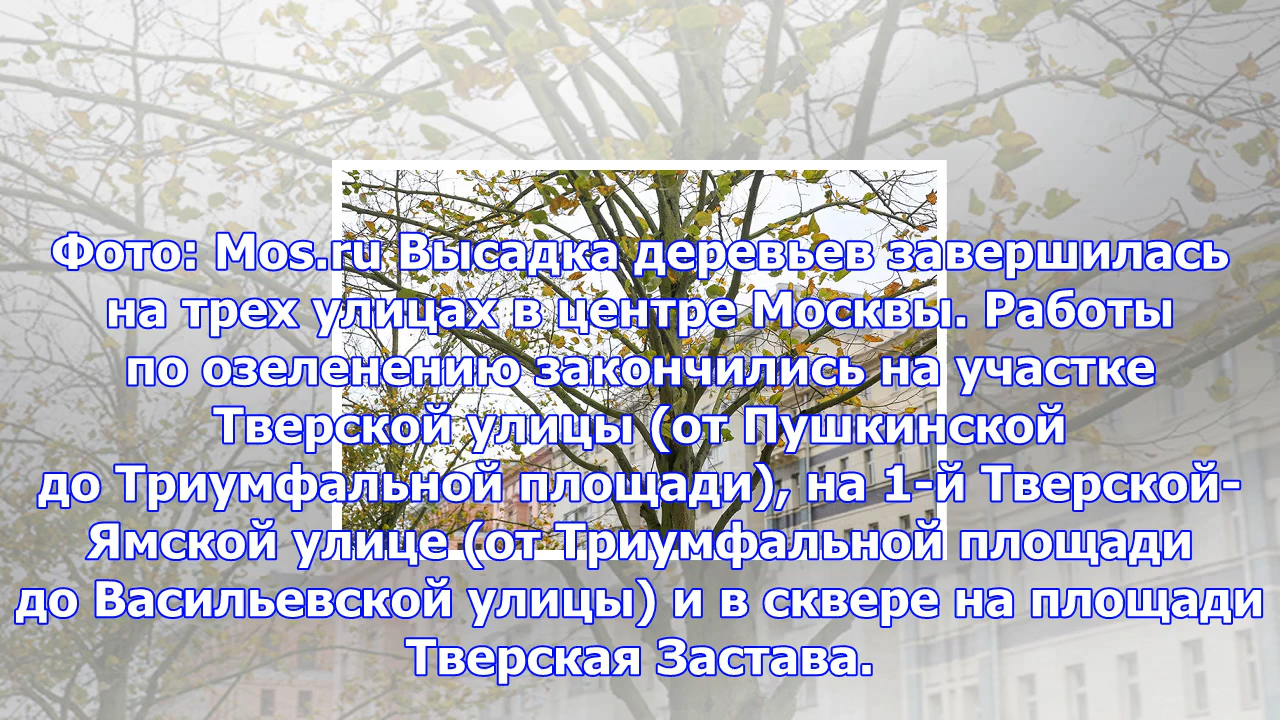 Фото: Mos.ru Высадка деревьев завершилась
на трех улицах в центре Москвы. Работы
по озеленению закончились на участке
Тверской улицы (от Пушкинской
до Триумфальной площади), на 1-й Тверской-
Ямской улице (от Триумфальной площади
до Васильевской улицы) и в сквере на площади
Тверская Застава.